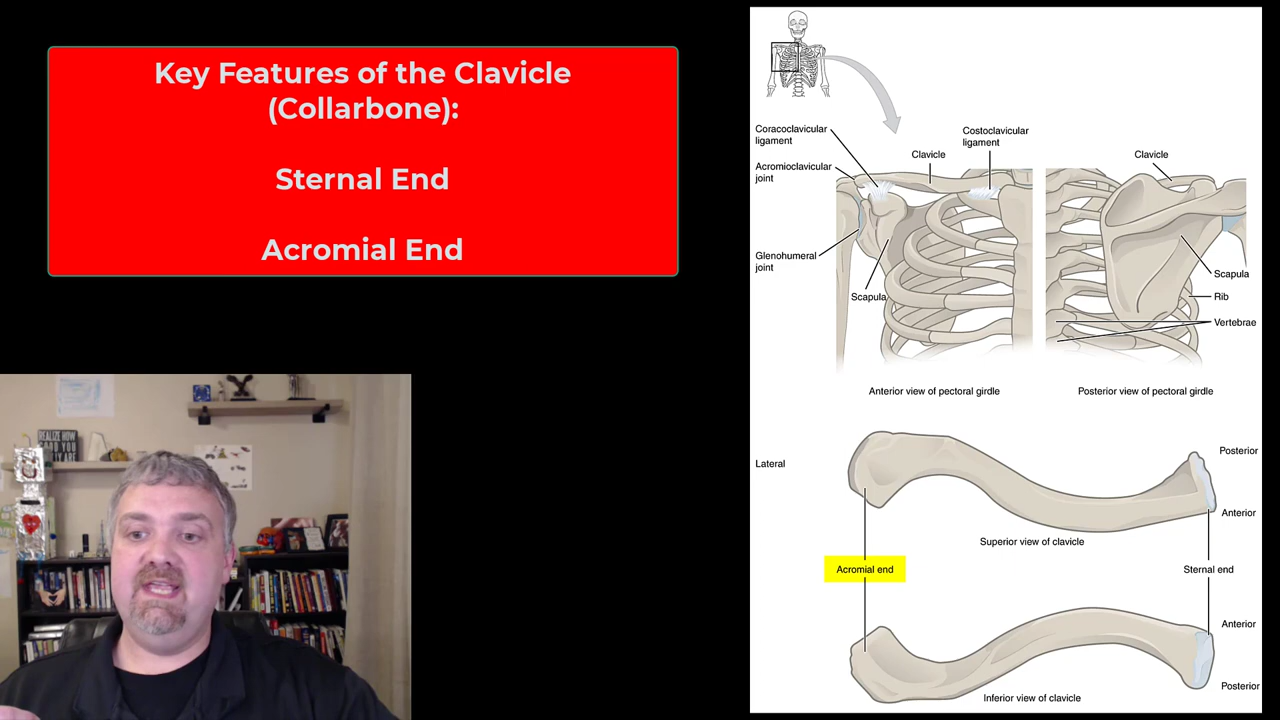 Key Features of the Clavicle
(Collarbone):
Sternal End
Acromial End
Coracoclavicular
ligament
Acromioclavicular
joint
Glenohumeral
joint
Scapula
Clavicle
Costoclavicular
ligament
Clavicle
Scapula
Rib
Vertebrae
Anterior view of pectoral girdle
Posterior view of pectoral girdle
Lateral
Posterior
Anterior
Superior view of clavicle
Acromial end
Sternal end
Anterior
Posterior
Inferior view of clavicle
REALIZE HOW